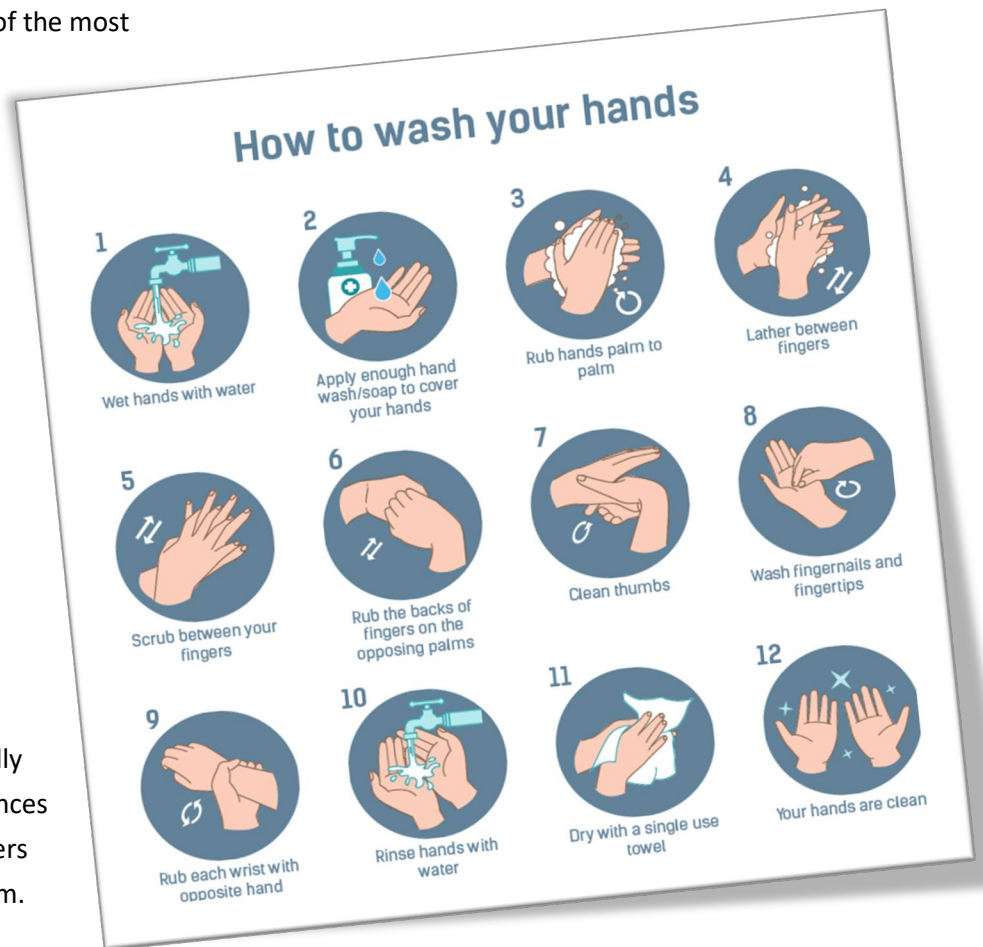 of the most
How to wash your hands
1
Wet hands with water
2
Apply enough hand
wash/soap to cover
your hands
3
Rub hands palm to
palm
4
Lather between
fingers
5
Scrub between your
fingers
6
Rub the backs of
fingers on the
opposing palms
7
Clean thumbs
8
Wash fingernails and
fingertips
9
Rub each wrist with
opposite hand
10
Rinse hands with
water
11
Dry with a single use
towel
12
Your hands are clean